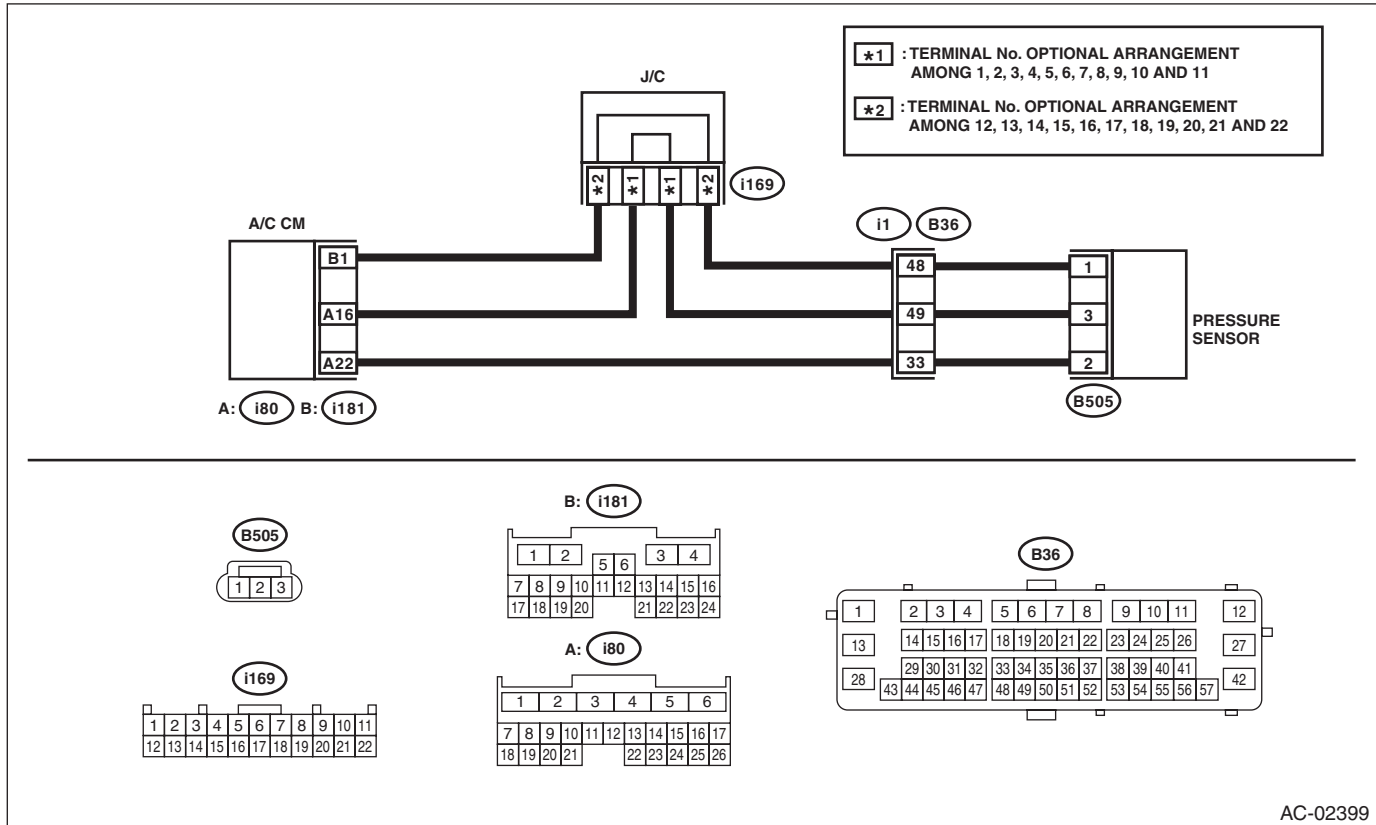 *1 : TERMINAL No. OPTIONAL ARRANGEMENT
AMONG 1, 2, 3, 4, 5, 6, 7, 8, 9, 10 AND 11
*2 : TERMINAL No. OPTIONAL ARRANGEMENT
AMONG 12, 13, 14, 15, 16, 17, 18, 19, 20, 21 AND 22
J/C
*2 *1 *1 *2
i169
A/C CM
i1 B36
B1
48 1
A16
49 3
PRESSURE
SENSOR
A22
33 2
A: i80 B: i181
B505
B505
1 2 3
i169
1 2 3 4 5 6 7 8 9 10 11
12 13 14 15 16 17 18 19 20 21 22
B: i181
1 2 3 4
5 6
7 8 9 10 11 12 13 14 15 16
17 18 19 20 21 22 23 24
A: i80
1 2 3 4 5 6
7 8 9 10 11 12 13 14 15 16 17
18 19 20 21 22 23 24 25 26
B36
1 2 3 4 5 6 7 8 9 10 11 12
13 14 15 16 17 18 19 20 21 22 23 24 25 26 27
28 29 30 31 32 33 34 35 36 37 38 39 40 41 42
43 44 45 46 47 48 49 50 51 52 53 54 55 56 57
AC-02399